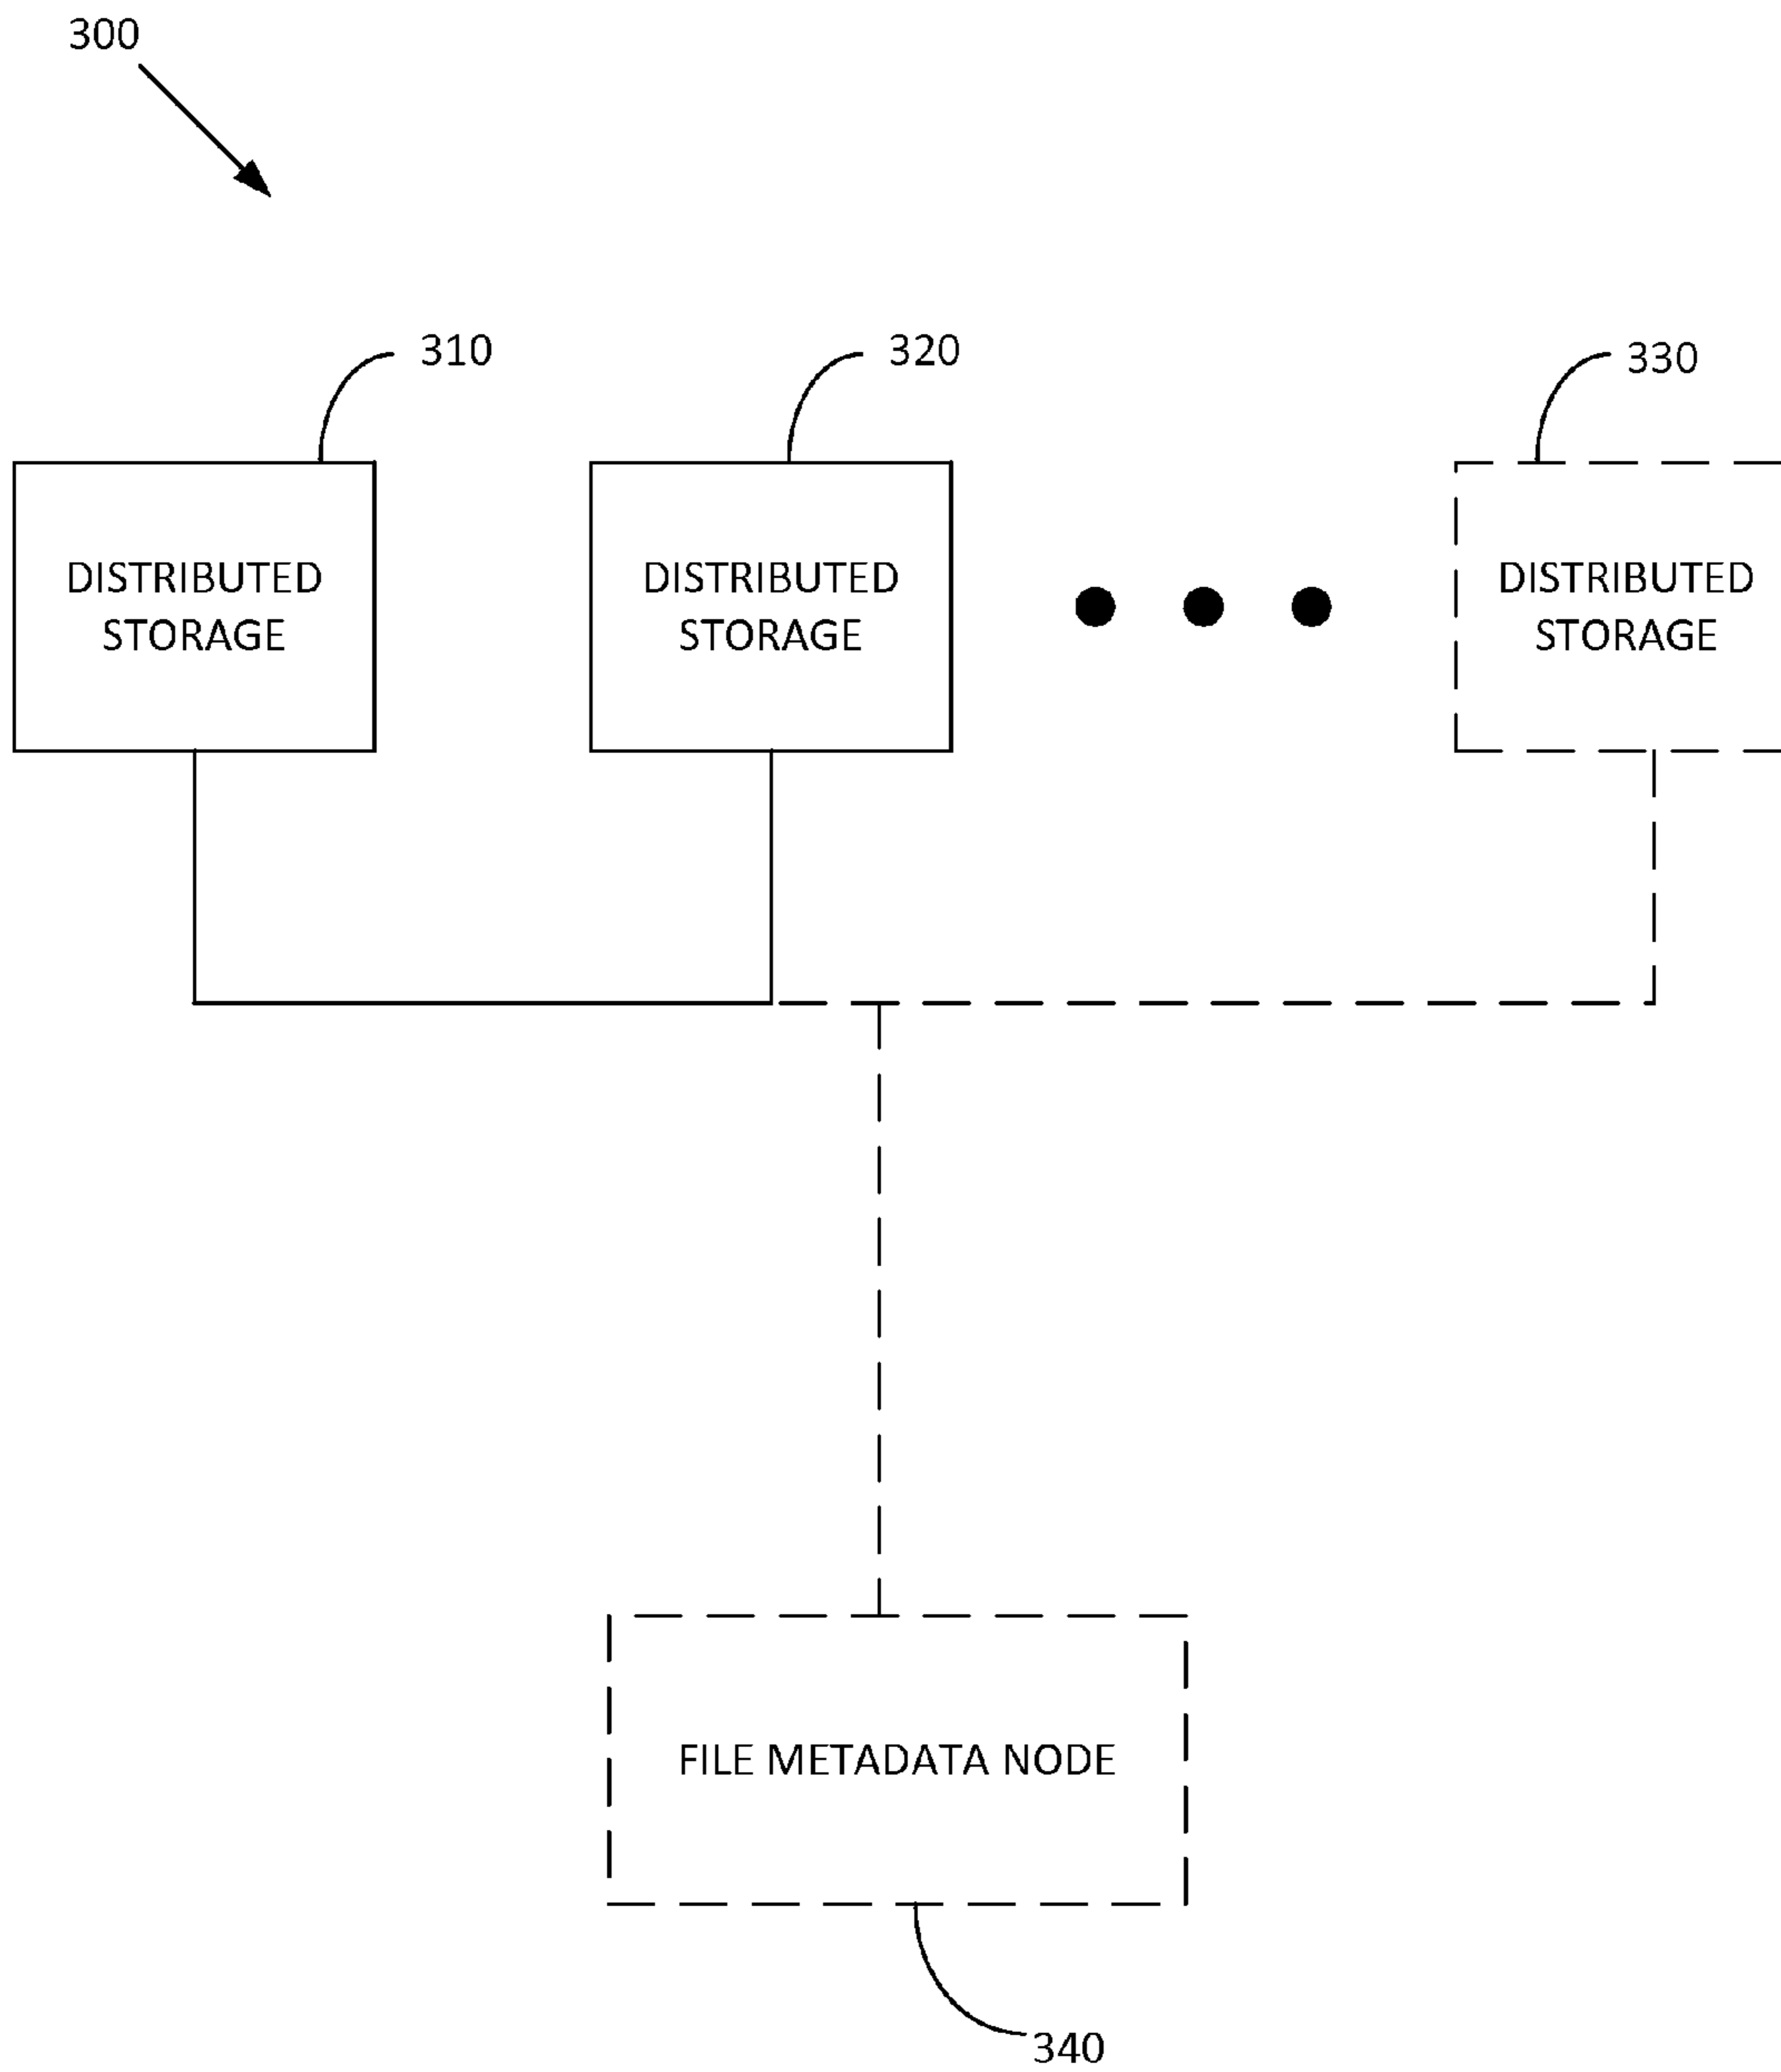 300
310
320
330
DISTRIBUTED
STORAGE
DISTRIBUTED
STORAGE
DISTRIBUTED
STORAGE
FILE METADATA NODE
340